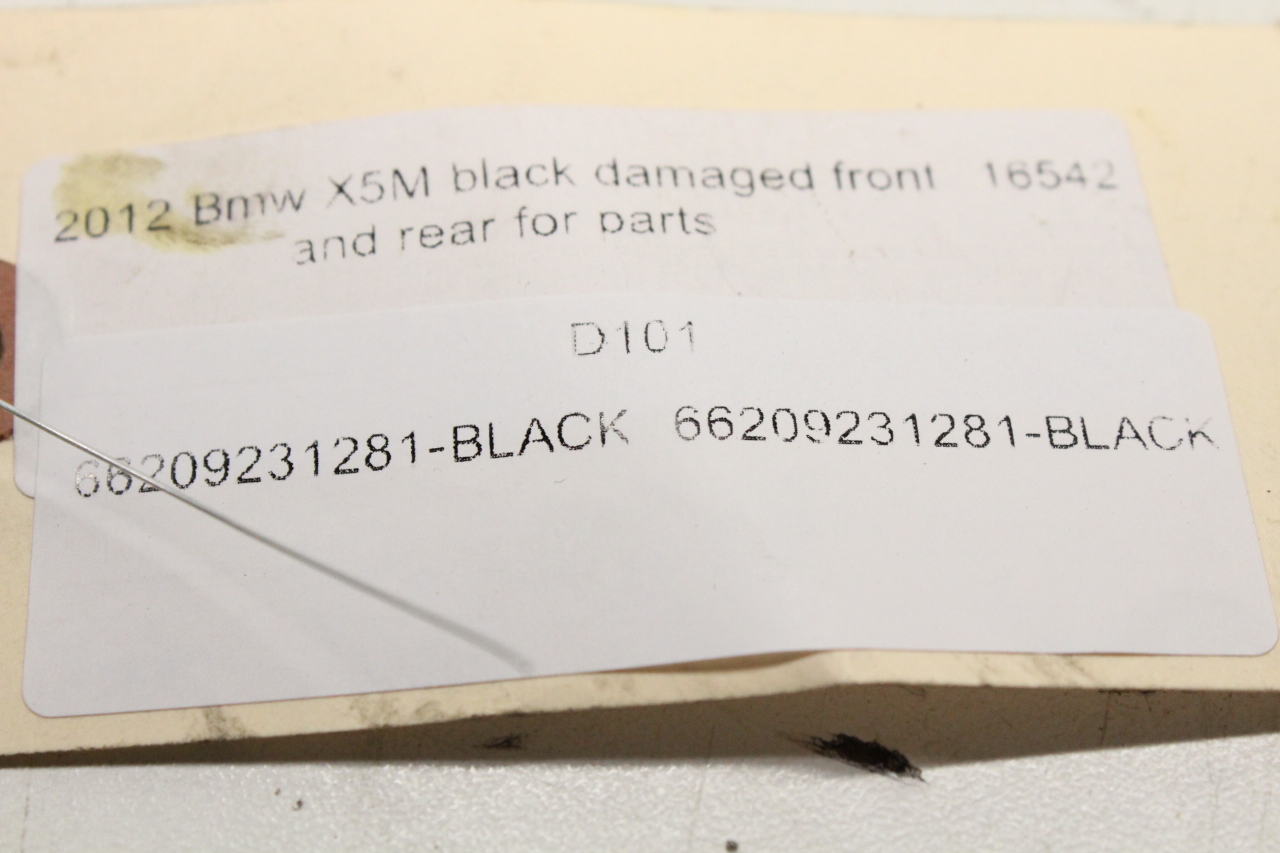 2012 Bmw X5M black damaged front 16542
and rear for parts
D101
66209231281-BLACK 66209231281-BLACK